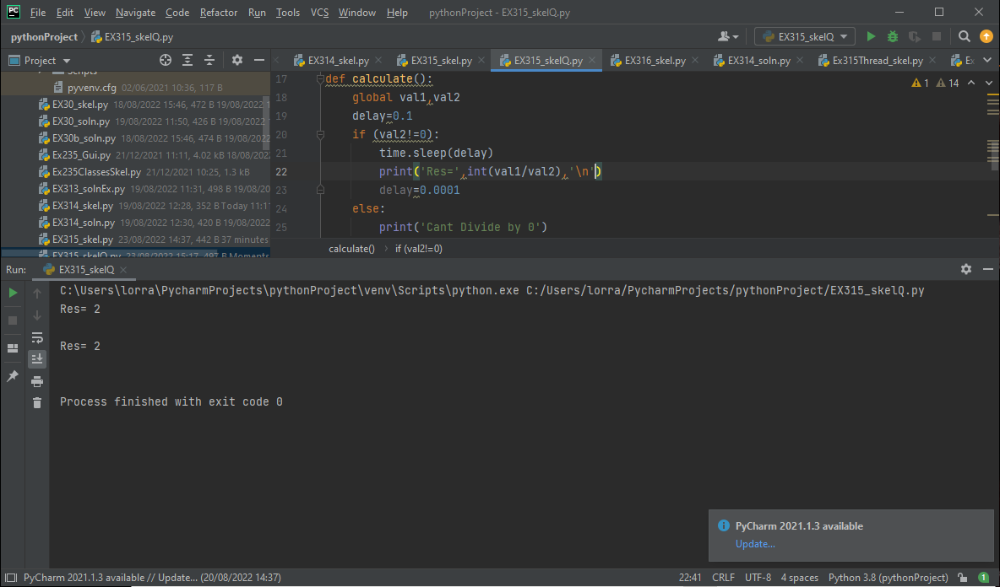 PC File Edit View Navigate Code Refactor Run Tools VCS Window Help pythonProject - EX315_skelQ.py
pythonProject EX315_skelQ.py EX315_skelQ
Project EX314_skel.py EX315_skel.py EX315_skelQ.py EX316_skel.py EX314_soln.py Ex315Thread_skel.py Ex
Scripts
pyvenv.cfg 02/06/2021 10:36, 117 B
EX30_skel.py 18/08/2022 15:46, 472 B 19/08/2022 1
EX30_soln.py 19/08/2022 11:50, 426 B 19/08/2022
EX30b_soln.py 18/08/2022 15:46, 474 B 19/08/202
Ex235_Gui.py 21/12/2021 11:11, 4.02 kB 18/08/202
Ex235ClassesSkel.py 21/12/2021 10:25, 1.3 kB
EX313_solnEx.py 19/08/2022 11:31, 498 B 19/08/20
EX314_skel.py 19/08/2022 12:28, 352 B Today 11:1
EX314_soln.py 19/08/2022 12:30, 420 B 19/08/2022
EX315_skel.py 23/08/2022 14:37, 442 B 37 minutes
EX315_skelQ.py 23/08/2022 15:17, 497 B Moments
17 def calculate():
18 global val1,val2
19 delay=0.1
20 if (val2!=0):
21 time.sleep(delay)
22 print('Res=',int(val1/val2),'\n')
23 delay=0.0001
24 else:
25 print('Cant Divide by 0')
1 14
calculate() if (val2!=0)
Run: EX315_skelQ
C:\Users\lorra\PycharmProjects\pythonProject\venv\Scripts\python.exe C:/Users/lorra/PycharmProjects/pythonProject/EX315_skelQ.py
Res= 2
Res= 2
Process finished with exit code 0
PyCharm 2021.1.3 available
Update...
PyCharm 2021.1.3 available // Update... (20/08/2022 14:37) 22:41 CRLF UTF-8 4 spaces Python 3.8 (pythonProject) 1